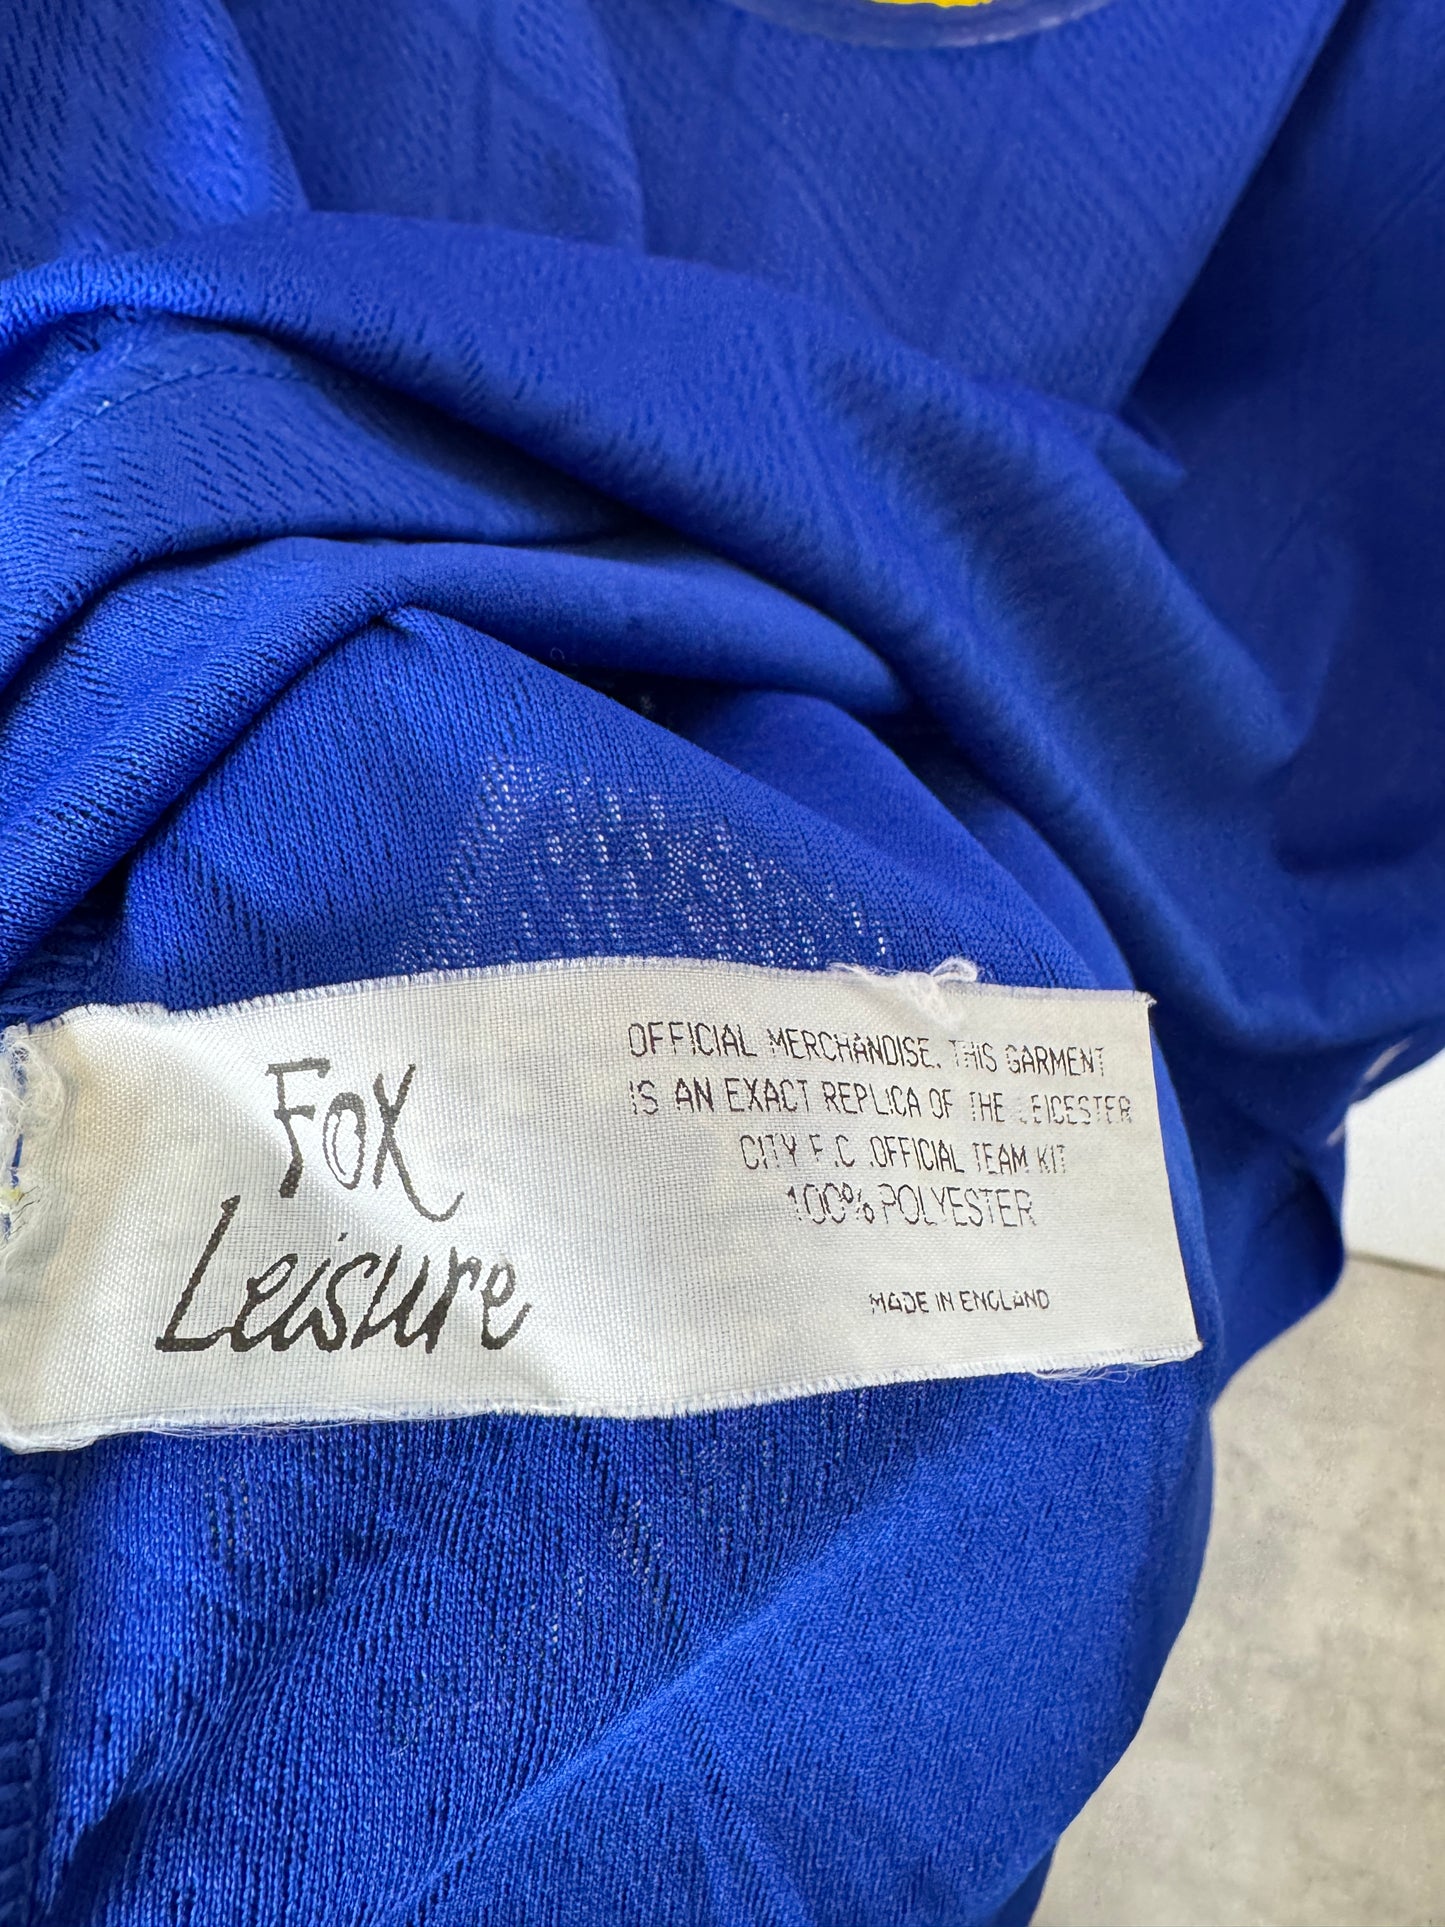 Fox
Leisure
OFFICIAL MERCHANDISE. THIS GARMENT
IS AN EXACT REPLICA OF THE LEICESTER
CITY F.C. OFFICIAL TEAM KIT
100% POLYESTER
MADE IN ENGLAND